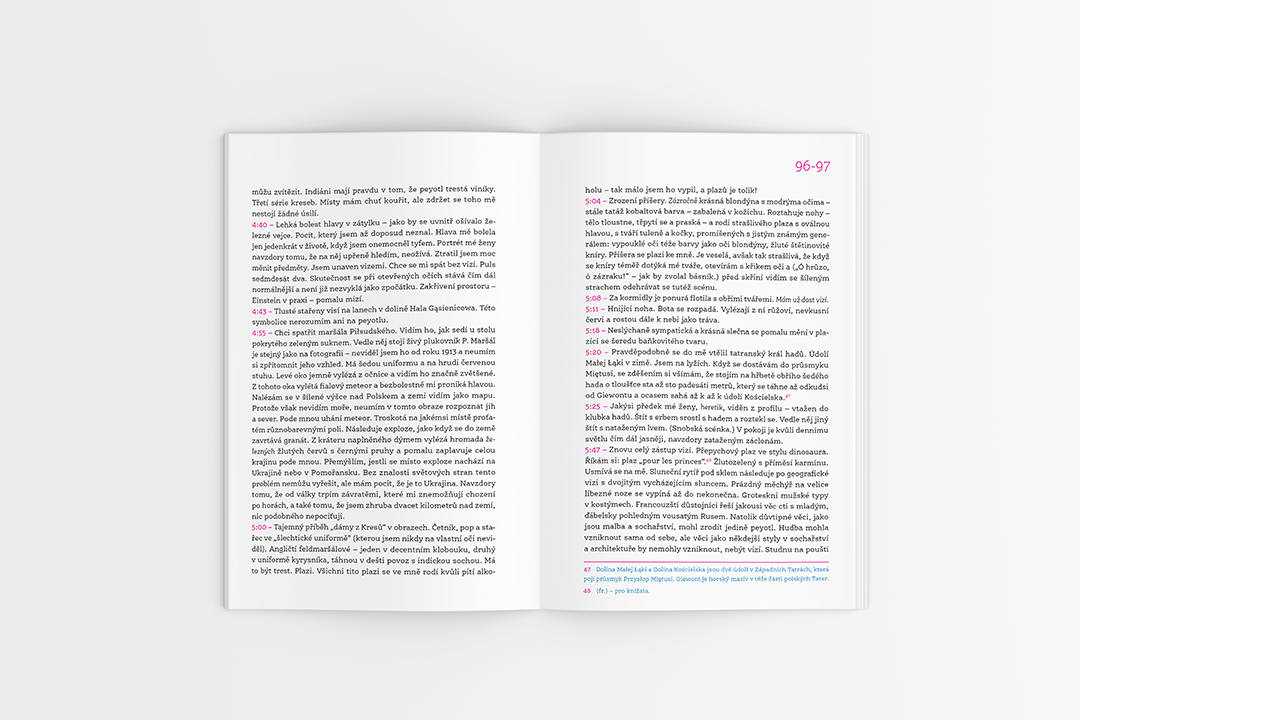 můžu zvítězit. Indiáni mají pravdu v tom, že peyotl trestá viníky.
Třetí série kreseb. Místy mám chuť kouřit, ale zdržet se toho mě
nestojí žádné úsilí.
4:40 – Lehká bolest hlavy v zátylku – jako by se uvnitř ošívalo že-
lezné vejce. Pocit, který jsem až doposud neznal. Hlava mě bolela
jen jedenkrát v životě, když jsem onemocněl tyfem. Portrét mé ženy
navzdory tomu, že na něj upřeně hledím, neožívá. Ztratil jsem moc
měnit předměty. Jsem unaven vizemi. Chce se mi spát bez vizí. Puls
sedmdesát dva. Skutečnost se při otevřených očích stává čím dál
normálnější a není již nezvyklá jako zpočátku. Zakřivení prostoru –
Einstein v praxi – pomalu mizí.
4:43 – Tlusté stařeny visí na lanech v dolině Hala Gąsienicowa. Této
symbolice nerozumím ani na peyotlu.
4:55 – Chci spatřit maršála Piłsudského. Vidím ho, jak sedí u stolu
pokrytého zeleným suknem. Vedle něj stojí živý plukovník P. Maršál
je stejný jako na fotografii – neviděl jsem ho od roku 1913 a neumím
si zpřítomnit jeho vzhled. Má šedou uniformu a na hrudi červenou
stuhu. Levé oko jemně vylézá z očnice a vidím ho značně zvětšené.
Z tohoto oka vylétá fialový meteor a bezbolestně mi proniká hlavou.
Nalézám se v šílené výšce nad Polskem a zemi vidím jako mapu.
Protože však nevidím moře, neumím v tomto obraze rozpoznat jih
a sever. Pode mnou uhání meteor. Troskotá na jakémsi místě profa-
tém různobarevnými poli. Následuje exploze, jako když se do země
zavrtává granát. Z kráteru naplněného dýmem vylézá hromada že-
lezných žlutých červů s černými pruhy a pomalu zaplavuje celou
krajinu pode mnou. Přemýšlím, jestli se místo exploze nachází na
Ukrajině nebo v Pomořansku. Bez znalosti světových stran tento
problém nemůžu vyřešit, ale mám pocit, že je to Ukrajina. Navzdory
tomu, že od války trpím závratěmi, které mi znemožňují chození
po horách, a také tomu, že jsem zhruba dvacet kilometrů nad zemí,
nic podobného nepociťuji.
5:00 – Tajemný příběh „dámy z Kresů“ v obrazech. Četník, pop a sta-
řec ve „šlechtické uniformě“ (kterou jsem nikdy na vlastní oči nevi-
děl). Angličtí feldmaršálové – jeden v decentním klobouku, druhý
v uniformě kyrysníka, táhnou v dešti povoz s indickou sochou. Má
to být trest. Plazi. Všichni tito plazi se ve mně rodí kvůli pití alko-
96-97
holu – tak málo jsem ho vypil, a plazů je tolik!
5:04 – Zrození příšery. Zázračně krásná blondýna s modrýma očima –
stále tatáž kobaltová barva – zabalená v kožichu. Roztahuje nohy –
tělo tloustne, třpytí se a praská – a rodí strašlivého plaza s oválnou
hlavou, s tváří tuleně a kočky, promíšených s jistým známým gene-
rálem: vypouklé oči téže barvy jako oči blondýny, žluté štětinovité
kníry. Příšera se plazí ke mně. Je veselá, avšak tak strašlivá, že když
se kníry téměř dotýká mé tváře, otevírám s křikem oči a („Ó hrůzo,
ó zázraku!“ – jak by zvolal básník.) před skříní vidím se šíleným
strachem odehrávat se tutéž scénu.
5:08 – Za kormidly je ponurá flotila s obřími tvářemi. Mám už dost vizí.
5:11 – Hnijící noha. Bota se rozpadá. Vylézají z ní růžoví, nevkusní
červi a rostou dále k nebi jako tráva.
5:18 – Neslýchaně sympatická a krásná slečna se pomalu mění v pla-
zící se šeredu baňkovitého tvaru.
5:20 – Pravděpodobně se do mě vtělil tatranský král hadů. Údolí
Małej Łąki v zimě. Jsem na lyžích. Když se dostávám do průsmyku
Miętusi, se zděšením si všímám, že stojím na hřbetě obřího šedého
hada o tloušťce sta až sto padesáti metrů, který se táhne až odkudsi
od Giewontu a ocasem sahá až k až k údolí Kościelska.47
5:25 – Jakýsi předek mé ženy, heretik, viděn z profilu – vtažen do
klubka hadů. Štít s erbem srostl s hadem a roztekl se. Vedle něj jiný
štít s nataženým lvem. (Snobská scénka.) V pokoji je kvůli dennímu
světlu čím dál jasněji, navzdory zataženým záclonám.
5:47 – Znovu celý zástup vizí. Přepychový plaz ve stylu dinosaura.
Říkám si: plaz „pour les princes“.48 Žlutozelený s příměsí karmínu.
Usmívá se na mě. Sluneční rytíř pod sklem následuje po geografické
vizi s dvojitým vycházejícím sluncem. Prázdný měchýř na velice
líbezné noze se vypíná až do nekonečna. Groteskní mužské typy
v kostýmech. Francouzští důstojníci řeší jakousi věc cti s mladým,
ďábelsky pohledným vousatým Rusem. Natolik důvtipné věci, jako
jsou malba a sochařství, mohl zrodit jedině peyotl. Hudba mohla
vzniknout sama od sebe, ale věci jako někdejší styly v sochařství
a architektuře by nemohly vzniknout, nebýt vizí. Studnu na poušti
47 Dolina Małej Łąki a Dolina Kościelska jsou dvě údolí v Západních Tatrách, která
pojí průsmyk Przysłop Miętusi. Giewont je horský masiv v téže části polských Tater.
48 (fr.) – pro knížata.